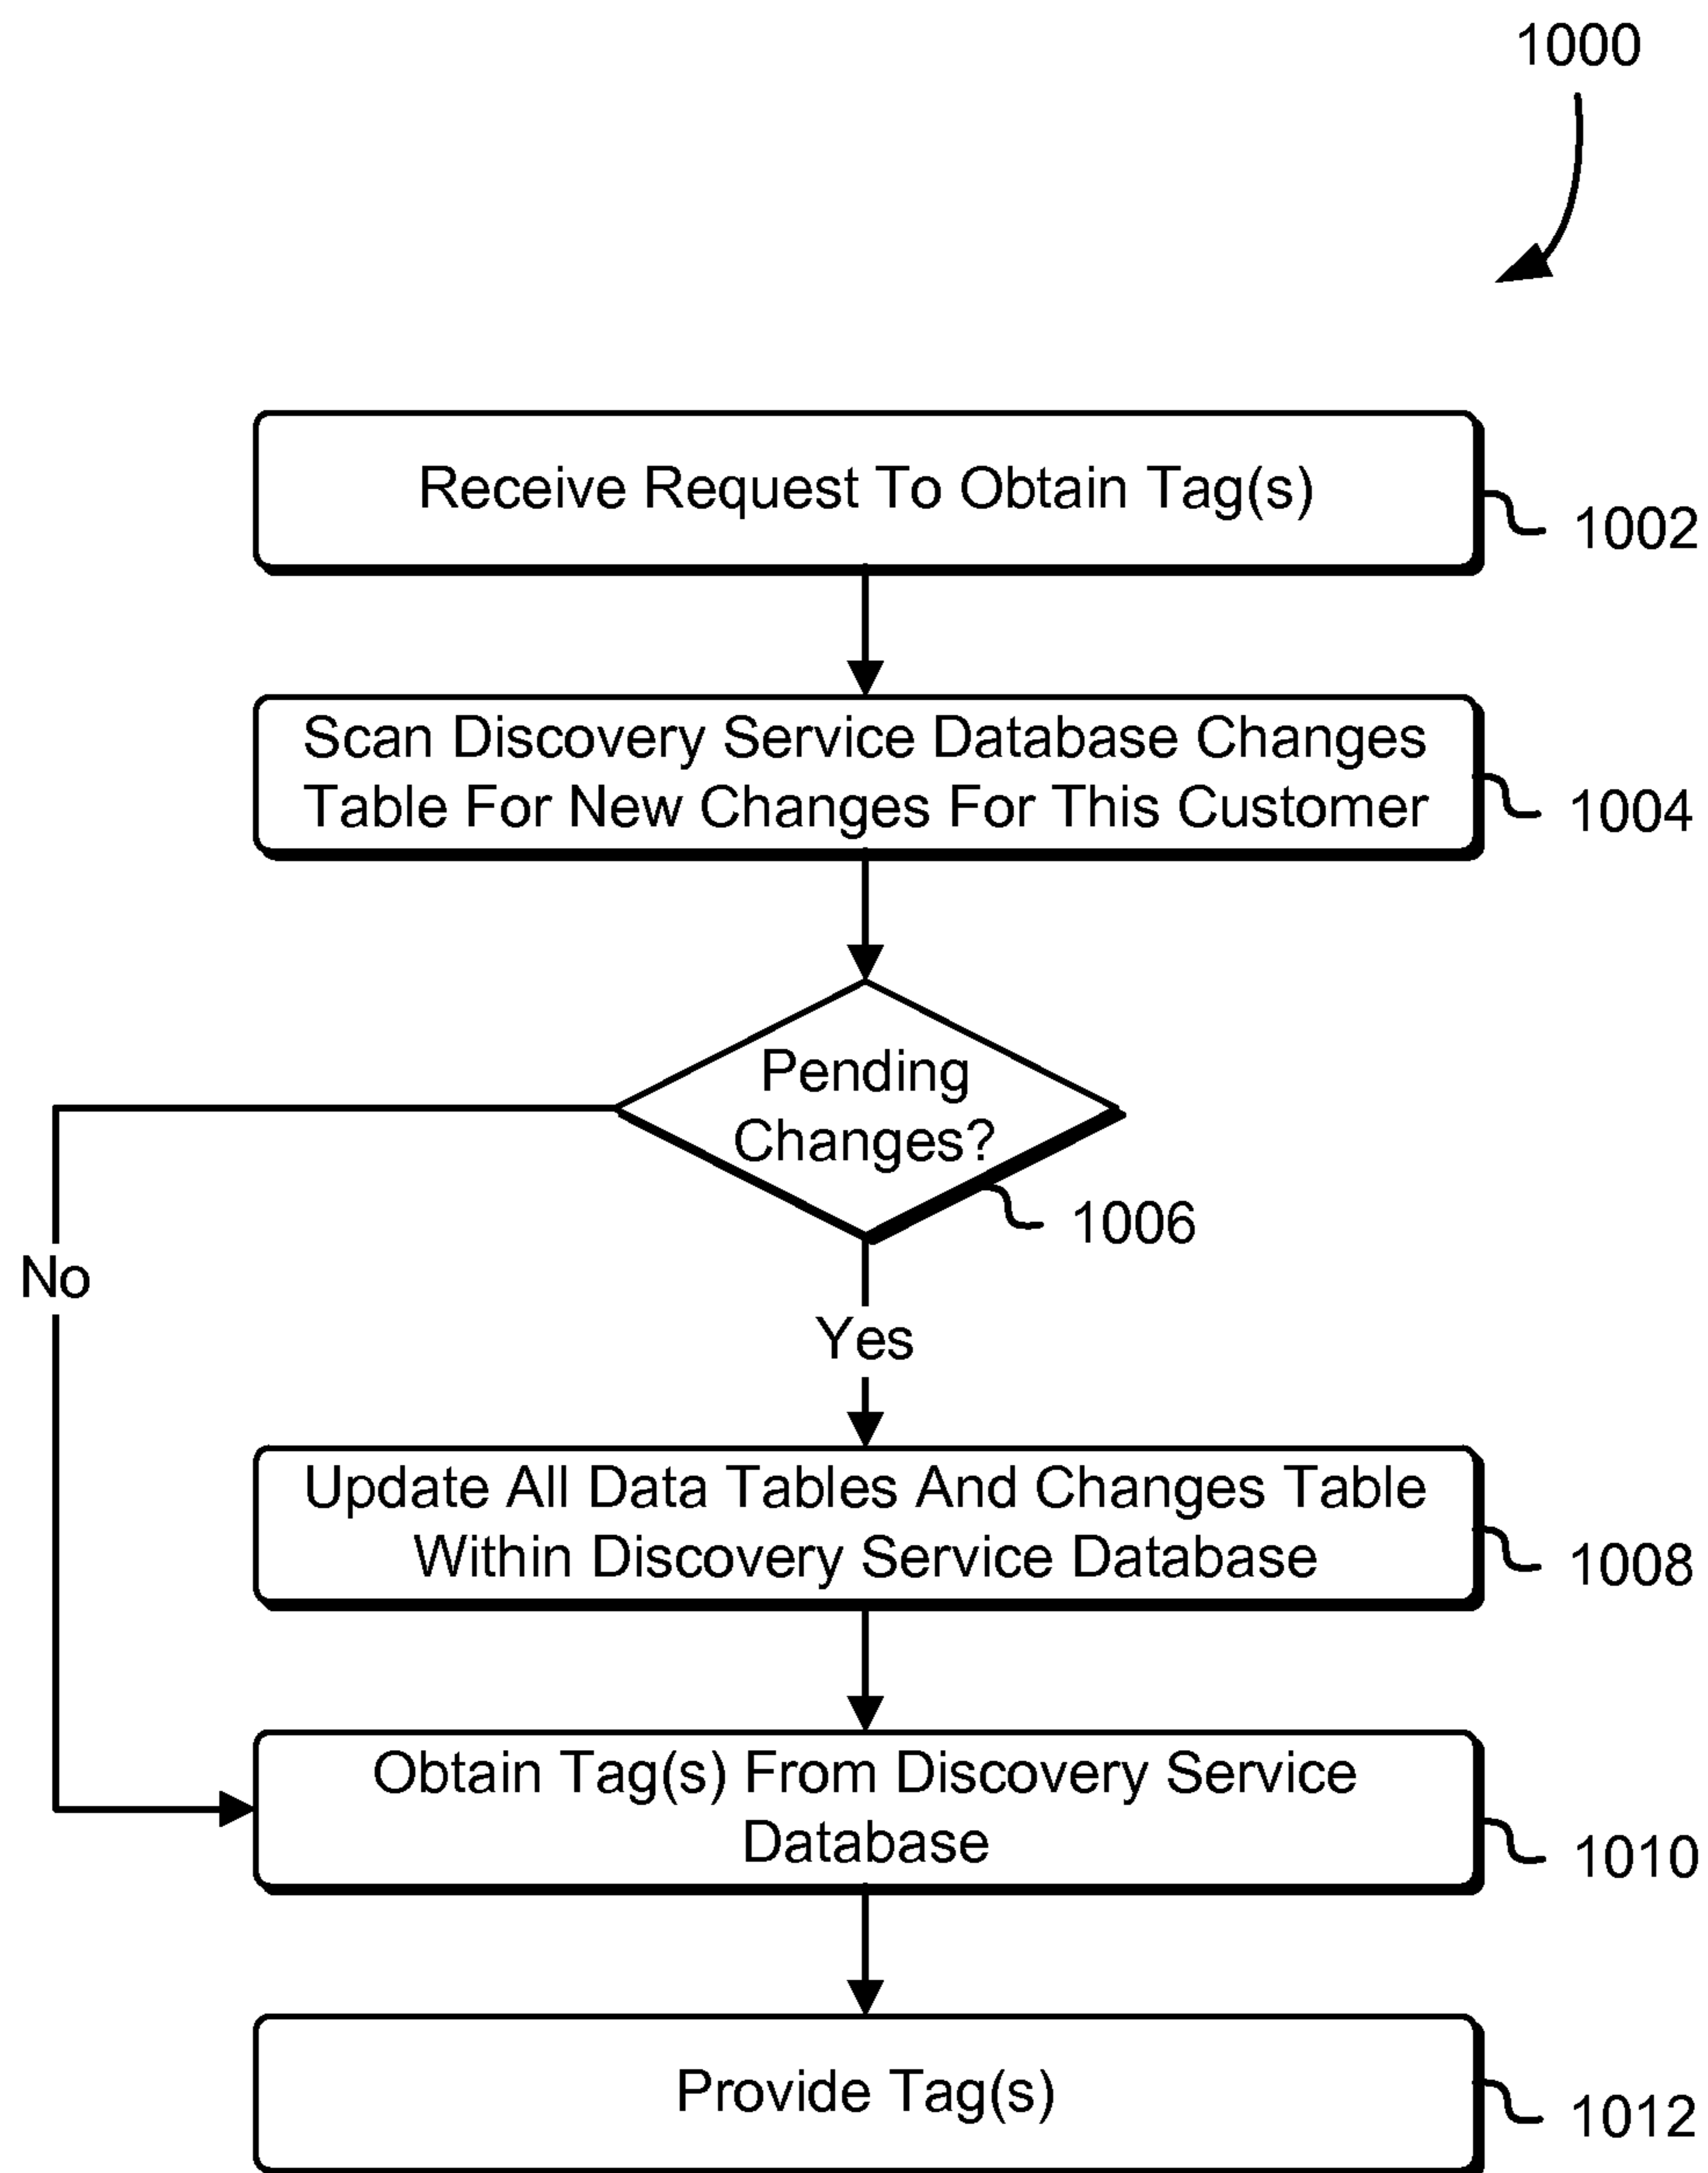 1000
Receive Request To Obtain Tag(s)
1002
Scan Discovery Service Database Changes
Table For New Changes For This Customer
1004
Pending
Changes?
1006
No
Yes
Update All Data Tables And Changes Table
Within Discovery Service Database
1008
Obtain Tag(s) From Discovery Service
Database
1010
Provide Tag(s)
1012